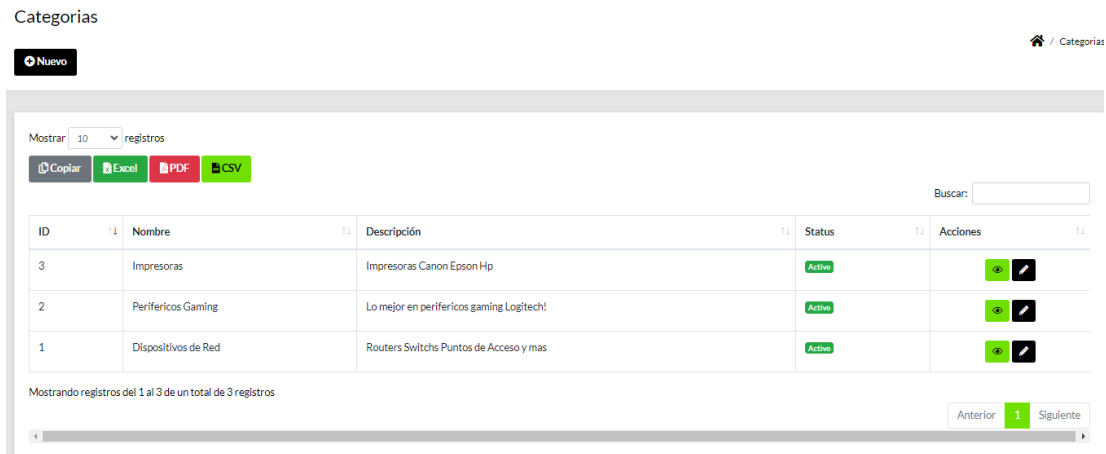 Categorias
Nuevo
/ Categorias
Mostrar 10 registros
Copiar Excel PDF CSV
Buscar:
ID Nombre Descripción Status Acciones
3 Impresoras Impresoras Canon Epson Hp Activo
2 Perifericos Gaming Lo mejor en perifericos gaming Logitech! Activo
1 Dispositivos de Red Routers Switchs Puntos de Acceso y mas Activo
Mostrando registros del 1 al 3 de un total de 3 registros
Anterior 1 Siguiente